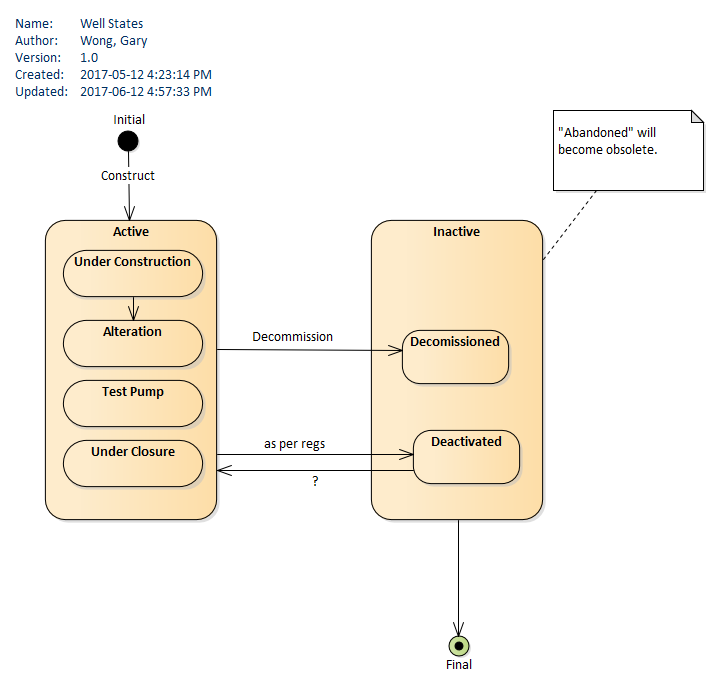 Name: Well States
Author: Wong, Gary
Version: 1.0
Created: 2017-05-12 4:23:14 PM
Updated: 2017-06-12 4:57:33 PM
Initial
"Abandoned" will
become obsolete.
Construct
Active
Inactive
Under Construction
Alteration
Decommission
Decomissioned
Test Pump
Under Closure
as per regs
Deactivated
?
Final